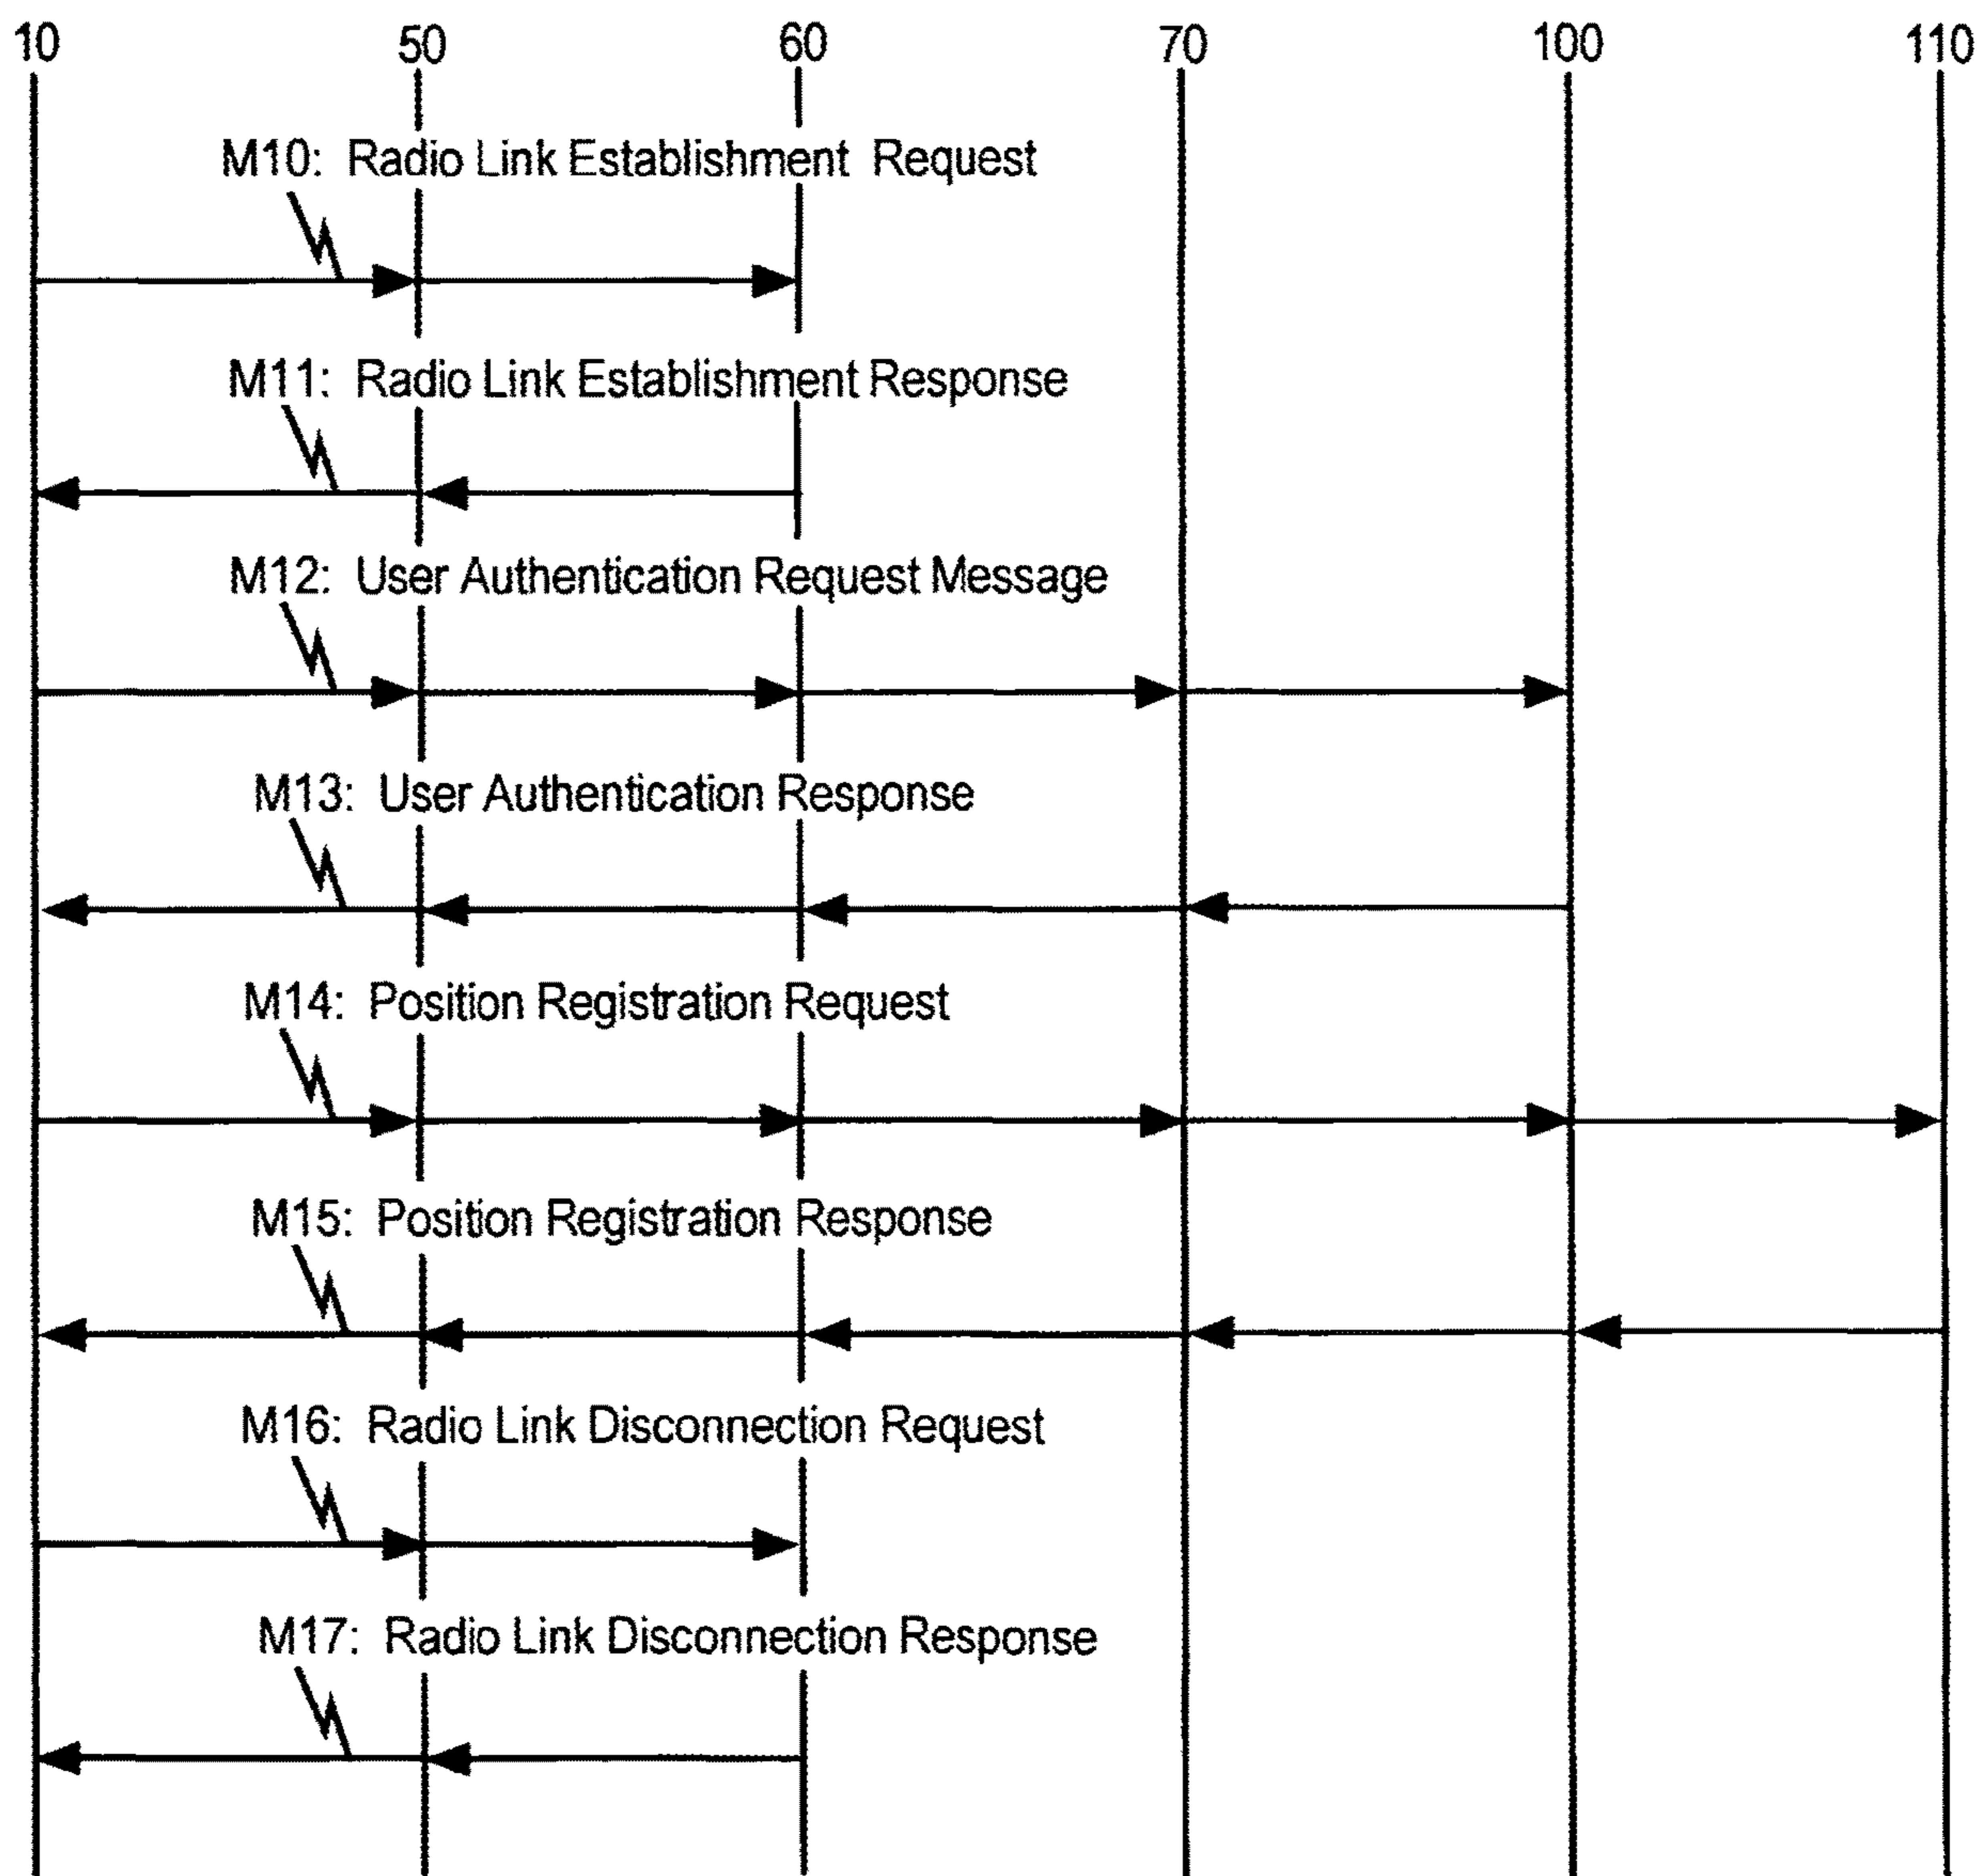 10 50 60 70 100 110
M10: Radio Link Establishment Request
M11: Radio Link Establishment Response
M12: User Authentication Request Message
M13: User Authentication Response
M14: Position Registration Request
M15: Position Registration Response
M16: Radio Link Disconnection Request
M17: Radio Link Disconnection Response